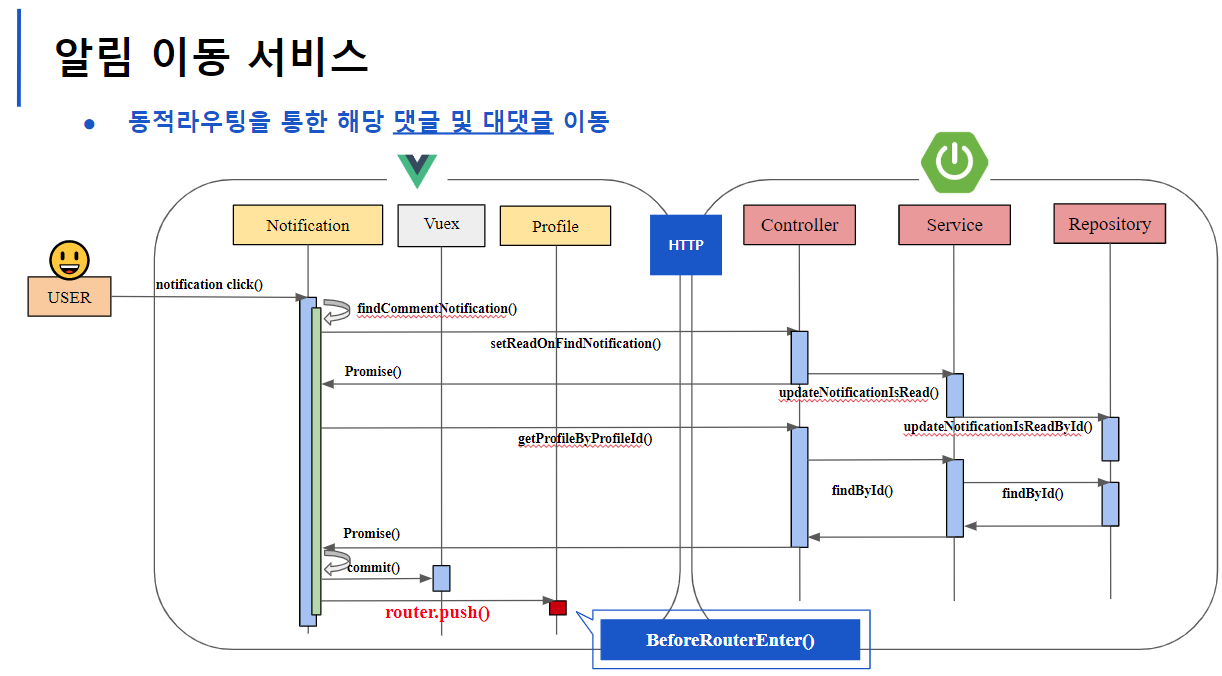 알림 이동 서비스
● 동적라우팅을 통한 해당 댓글 및 대댓글 이동
Notification
Vuex
Profile
HTTP
Controller
Service
Repository
USER
notification click()
findCommentNotification()
setReadOnFindNotification()
Promise()
updateNotificationIsRead()
updateNotificationIsReadById()
getProfileByProfileId()
findById()
findById()
Promise()
commit()
router.push()
BeforeRouterEnter()